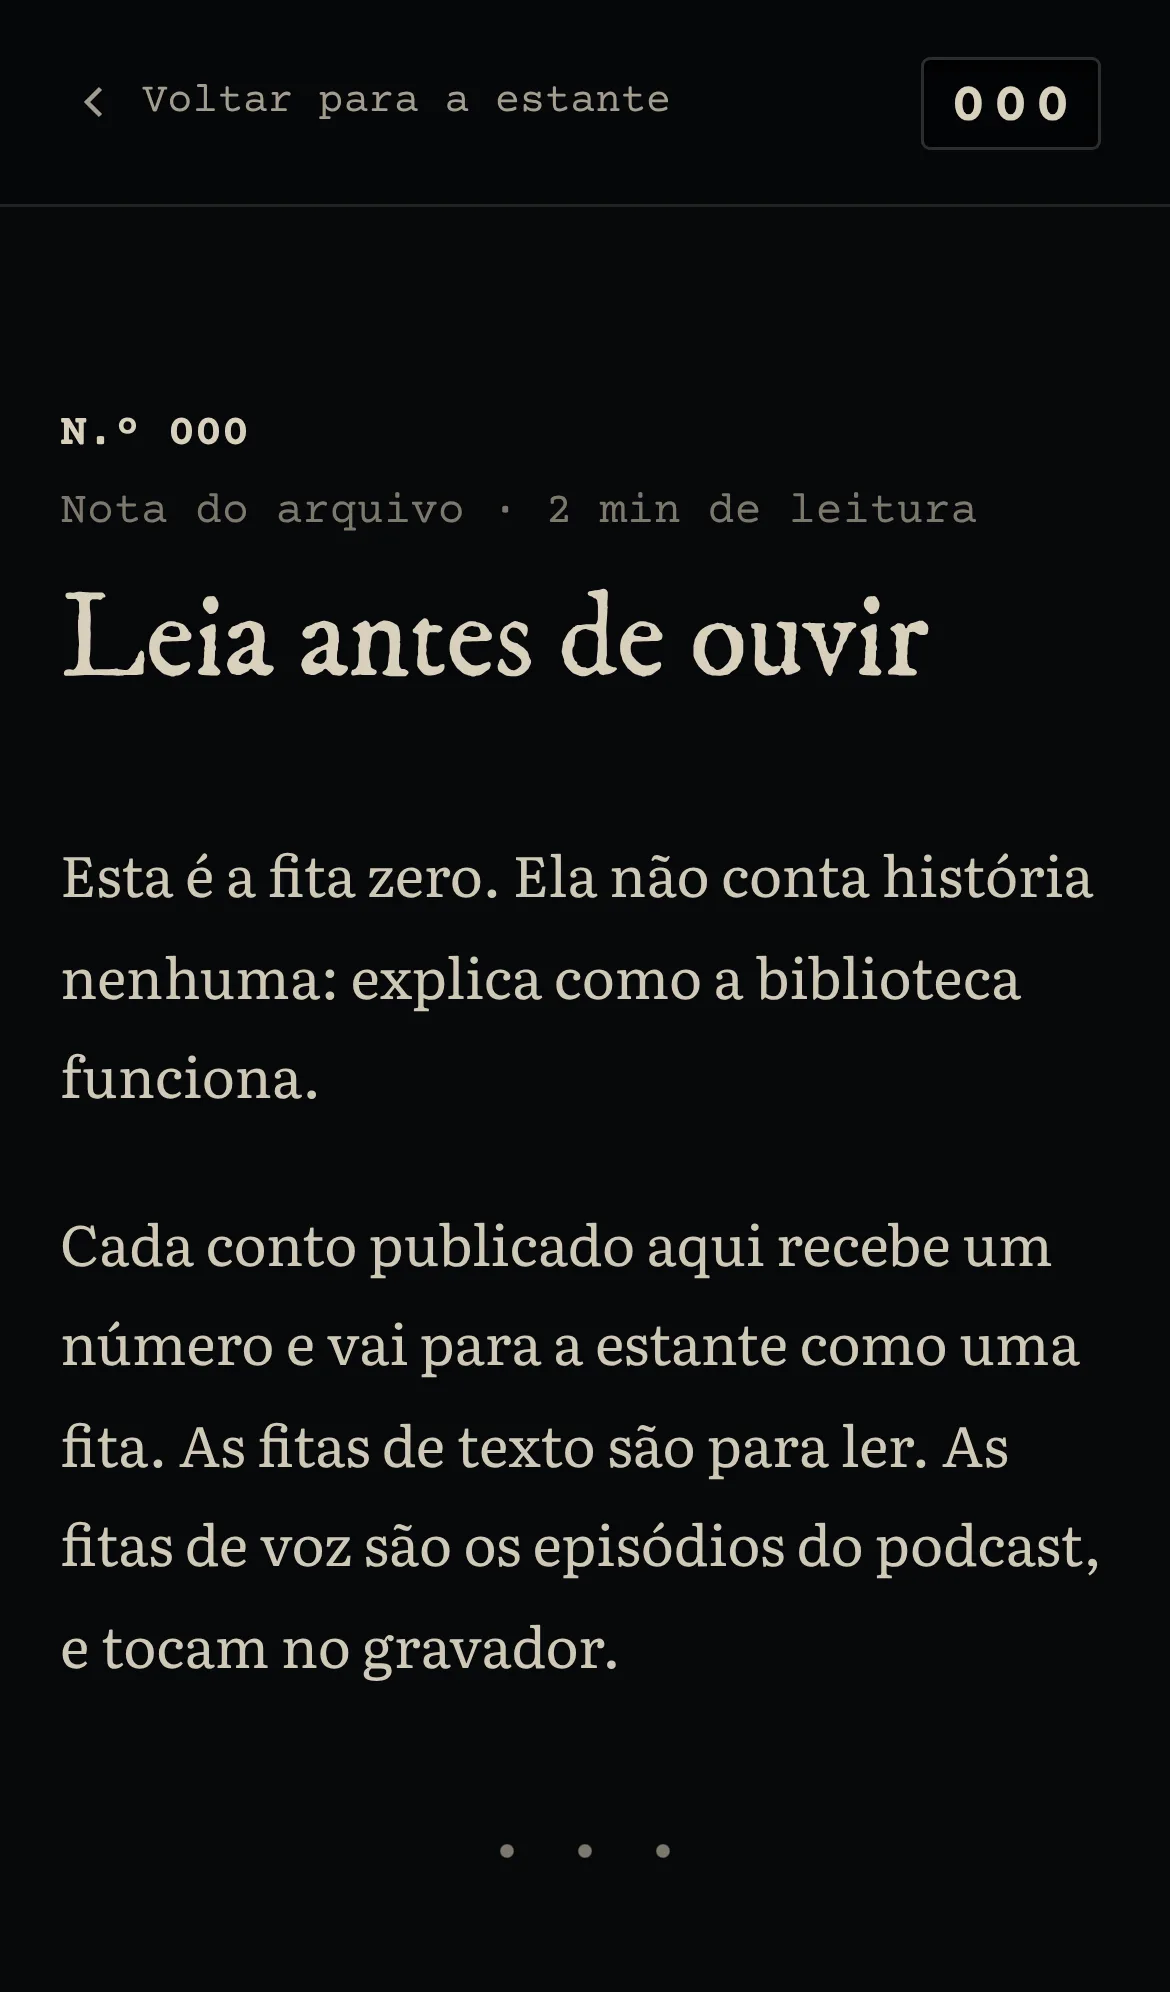 Voltar para a estante
000
N.º 000
Nota do arquivo · 2 min de leitura
Leia antes de ouvir
Esta é a fita zero. Ela não conta história
nenhuma: explica como a biblioteca
funciona.
Cada conto publicado aqui recebe um
número e vai para a estante como uma
fita. As fitas de texto são para ler. As
fitas de voz são os episódios do podcast,
e tocam no gravador.